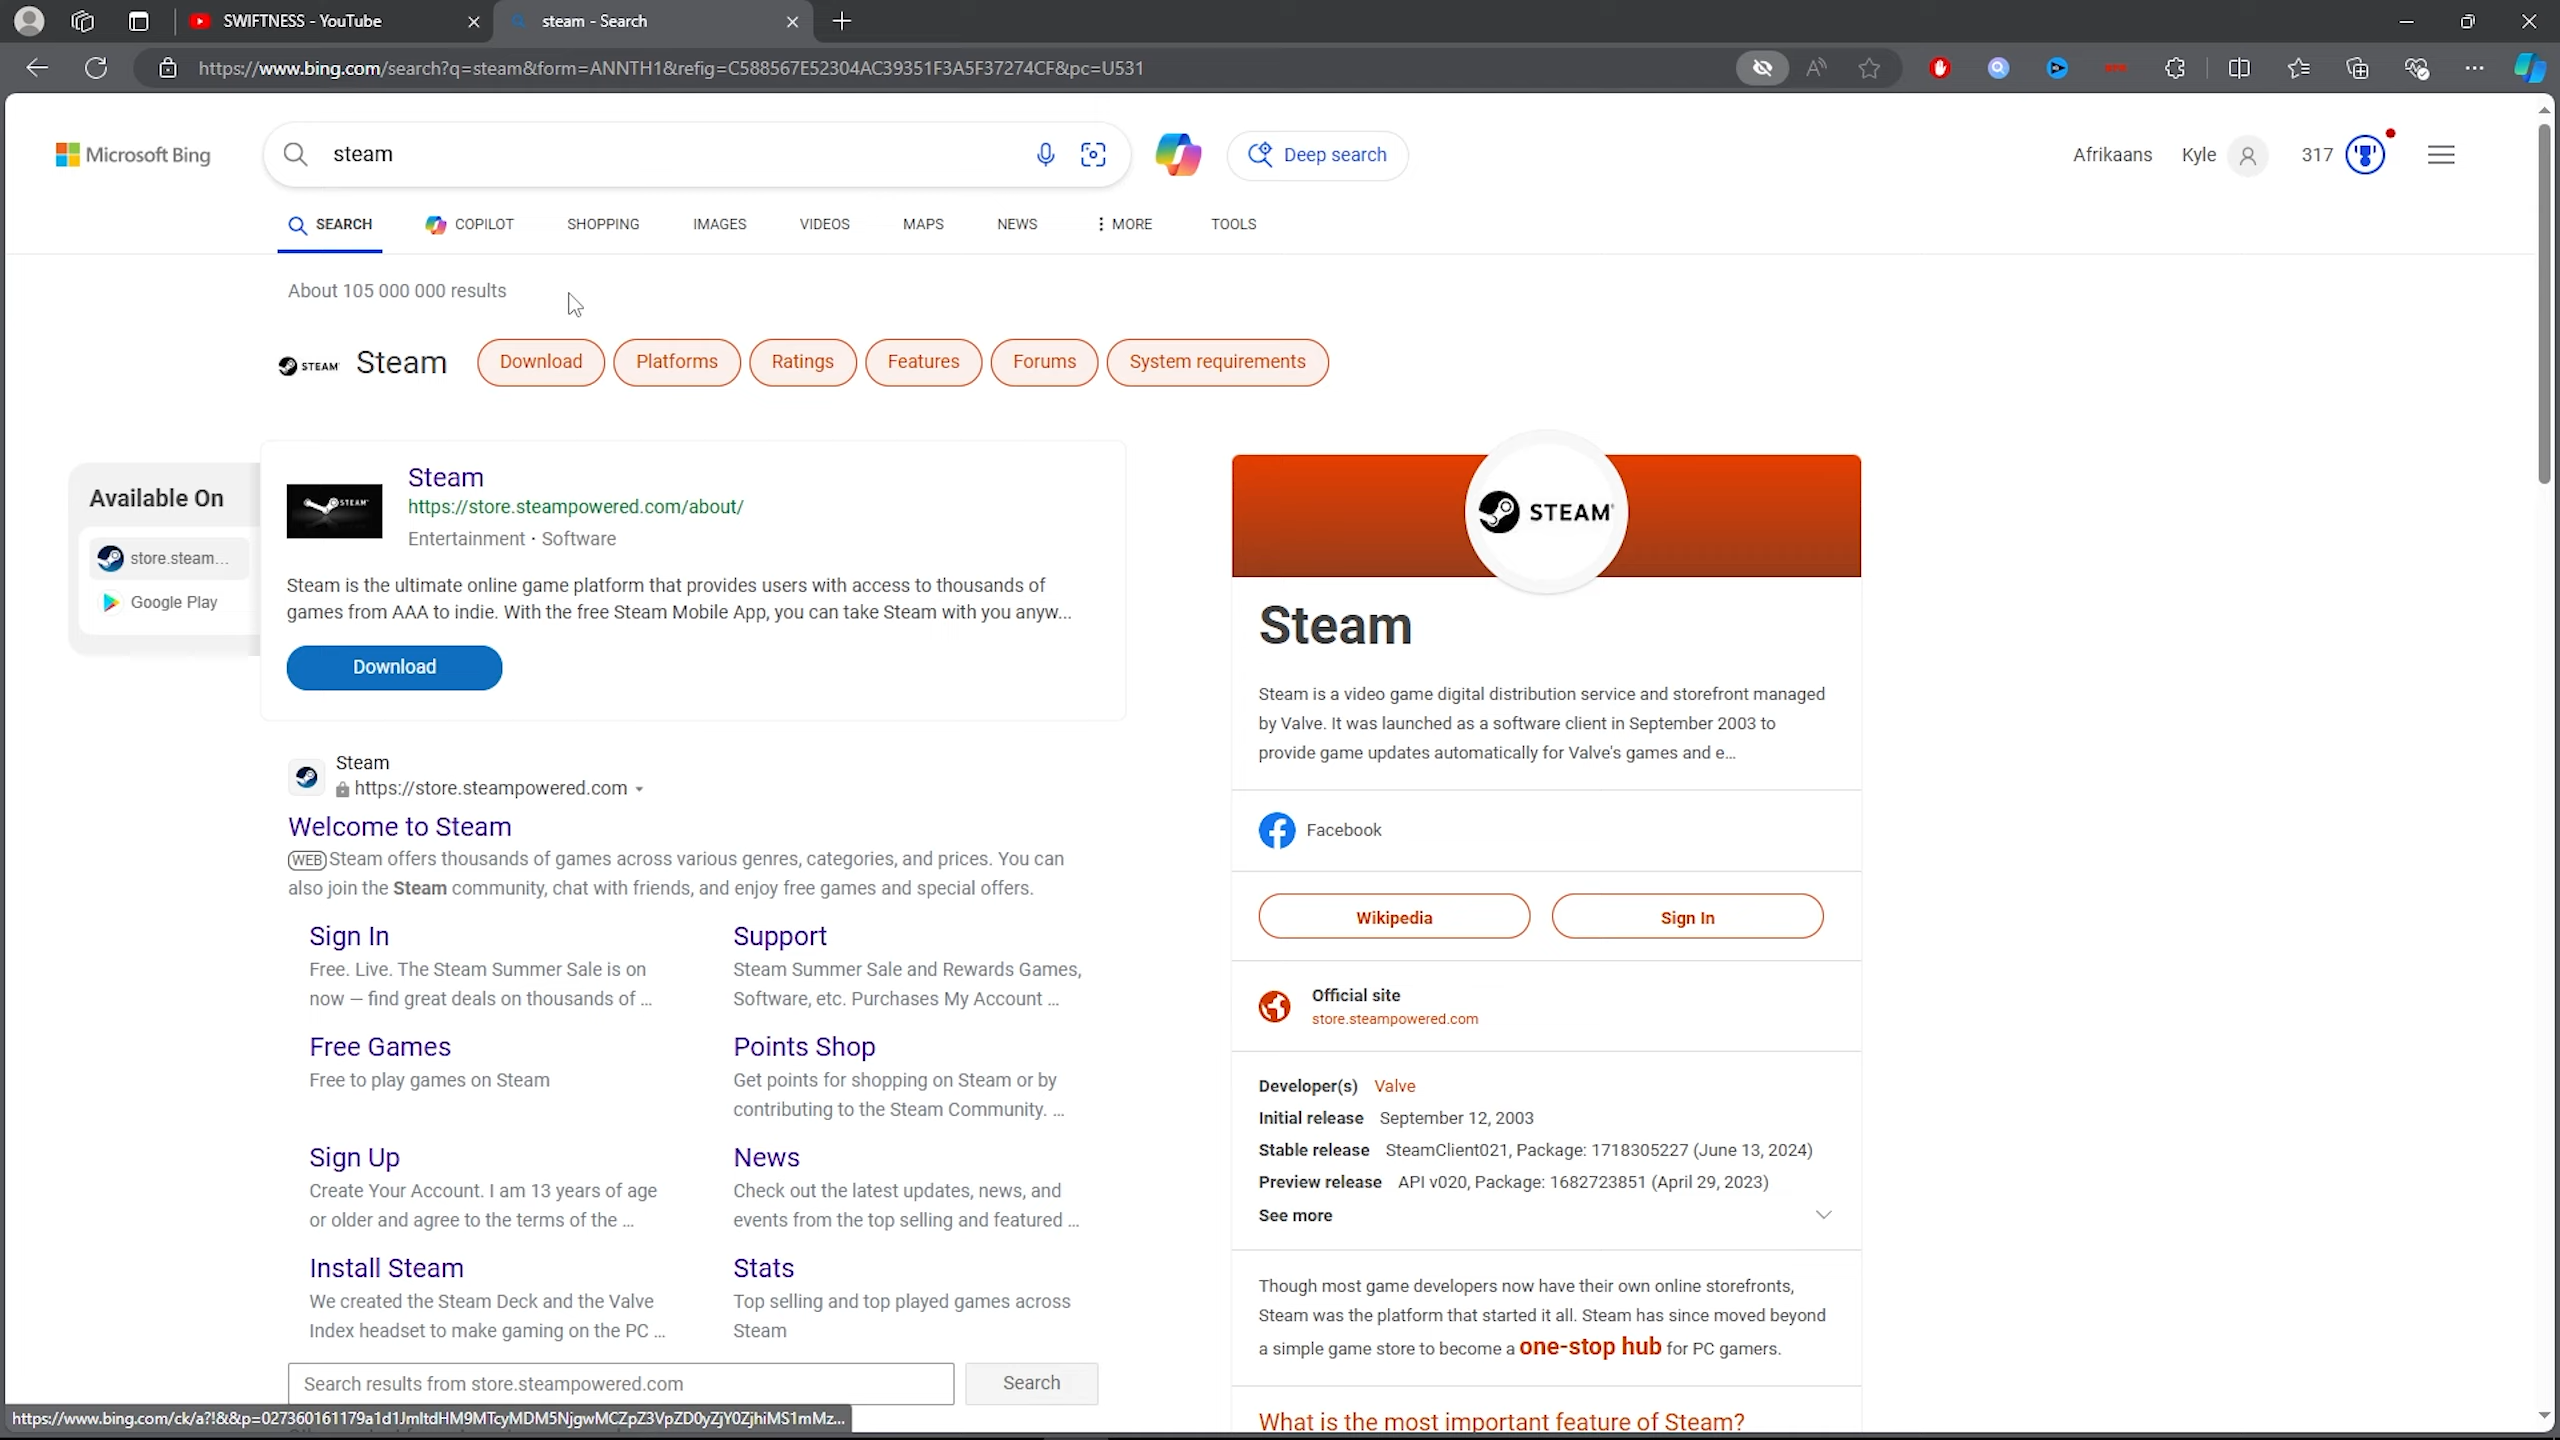 SWIFTNESS - YouTube
steam - Search
https://www.bing.com/search?q=steam&form=ANNTH1&refig=C588567E52304AC39351F3A5F37274CF&pc=U531
Microsoft Bing
steam
Deep search
Afrikaans
Kyle
317
SEARCH
COPILOT
SHOPPING
IMAGES
VIDEOS
MAPS
NEWS
MORE
TOOLS
About 105 000 000 results
STEAM
Steam
Download
Platforms
Ratings
Features
Forums
System requirements
Available On
store.steam...
Google Play
STEAM
Steam
https://store.steampowered.com/about/
Entertainment · Software
Steam is the ultimate online game platform that provides users with access to thousands of
games from AAA to indie. With the free Steam Mobile App, you can take Steam with you anyw...
Download
Steam
https://store.steampowered.com
Welcome to Steam
WEB Steam offers thousands of games across various genres, categories, and prices. You can
also join the Steam community, chat with friends, and enjoy free games and special offers.
Sign In
Free. Live. The Steam Summer Sale is on
now — find great deals on thousands of ...
Support
Steam Summer Sale and Rewards Games,
Software, etc. Purchases My Account ...
Free Games
Free to play games on Steam
Points Shop
Get points for shopping on Steam or by
contributing to the Steam Community. ...
Sign Up
Create Your Account. I am 13 years of age
or older and agree to the terms of the ...
News
Check out the latest updates, news, and
events from the top selling and featured ...
Install Steam
We created the Steam Deck and the Valve
Index headset to make gaming on the PC ...
Stats
Top selling and top played games across
Steam
Search results from store.steampowered.com
Search
https://www.bing.com/ck/a?!&&p=027360161179a1d1JmltdHM9MTcyMDM5NjgwMCZpZ3VpZD0yZjY0ZjhiMS1mMz...
STEAM
Steam
Steam is a video game digital distribution service and storefront managed
by Valve. It was launched as a software client in September 2003 to
provide game updates automatically for Valve's games and e...
Facebook
Wikipedia
Sign In
Official site
store.steampowered.com
Developer(s) Valve
Initial release September 12, 2003
Stable release SteamClient021, Package: 1718305227 (June 13, 2024)
Preview release API v020, Package: 1682723851 (April 29, 2023)
See more
Though most game developers now have their own online storefronts,
Steam was the platform that started it all. Steam has since moved beyond
a simple game store to become a one-stop hub for PC gamers.
What is the most important feature of Steam?